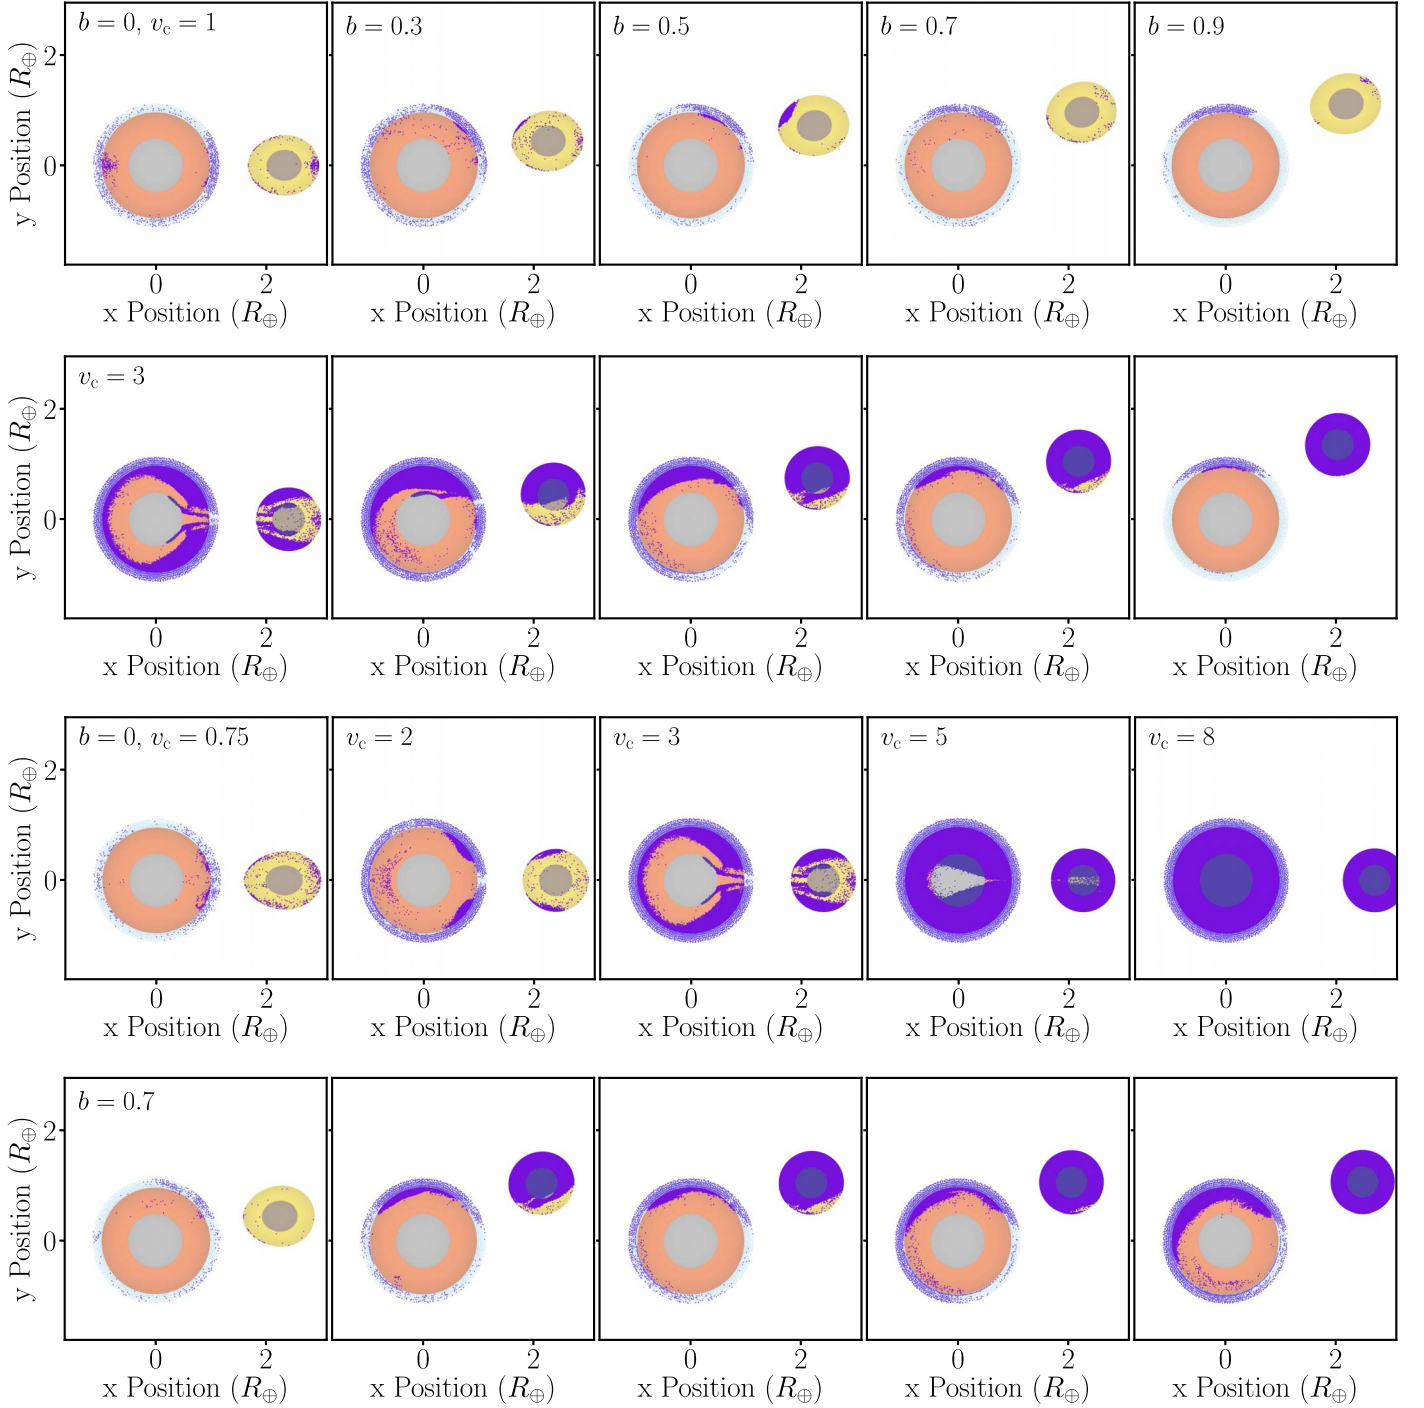 b = 0, v_c = 1 b = 0.3 b = 0.5 b = 0.7 b = 0.9
y Position (R_⊕)
2
0
0 2 0 2 0 2 0 2 0 2
x Position (R_⊕) x Position (R_⊕) x Position (R_⊕) x Position (R_⊕) x Position (R_⊕)
v_c = 3
y Position (R_⊕)
2
0
0 2 0 2 0 2 0 2 0 2
x Position (R_⊕) x Position (R_⊕) x Position (R_⊕) x Position (R_⊕) x Position (R_⊕)
b = 0, v_c = 0.75 v_c = 2 v_c = 3 v_c = 5 v_c = 8
y Position (R_⊕)
2
0
0 2 0 2 0 2 0 2 0 2
x Position (R_⊕) x Position (R_⊕) x Position (R_⊕) x Position (R_⊕) x Position (R_⊕)
b = 0.7
y Position (R_⊕)
2
0
0 2 0 2 0 2 0 2 0 2
x Position (R_⊕) x Position (R_⊕) x Position (R_⊕) x Position (R_⊕) x Position (R_⊕)